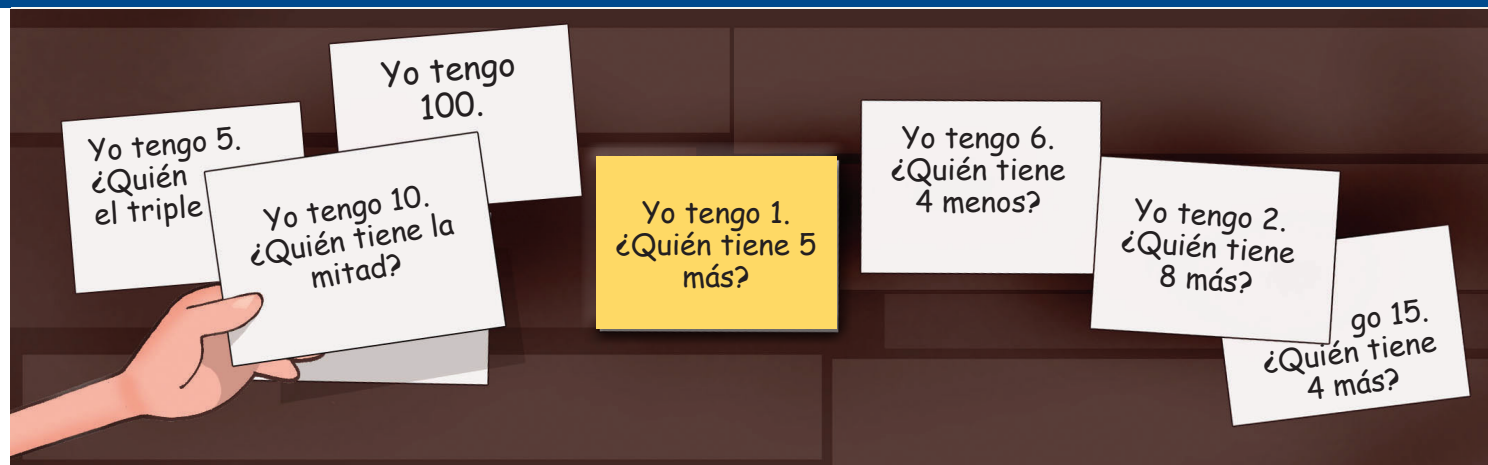 Yo tengo 5.
¿Quién
el triple
Yo tengo
100.
Yo tengo 10.
¿Quién tiene la
mitad?
Yo tengo 1.
¿Quién tiene 5
más?
Yo tengo 6.
¿Quién tiene
4 menos?
Yo tengo 2.
¿Quién tiene
8 más?
go 15.
¿Quién tiene
4 más?